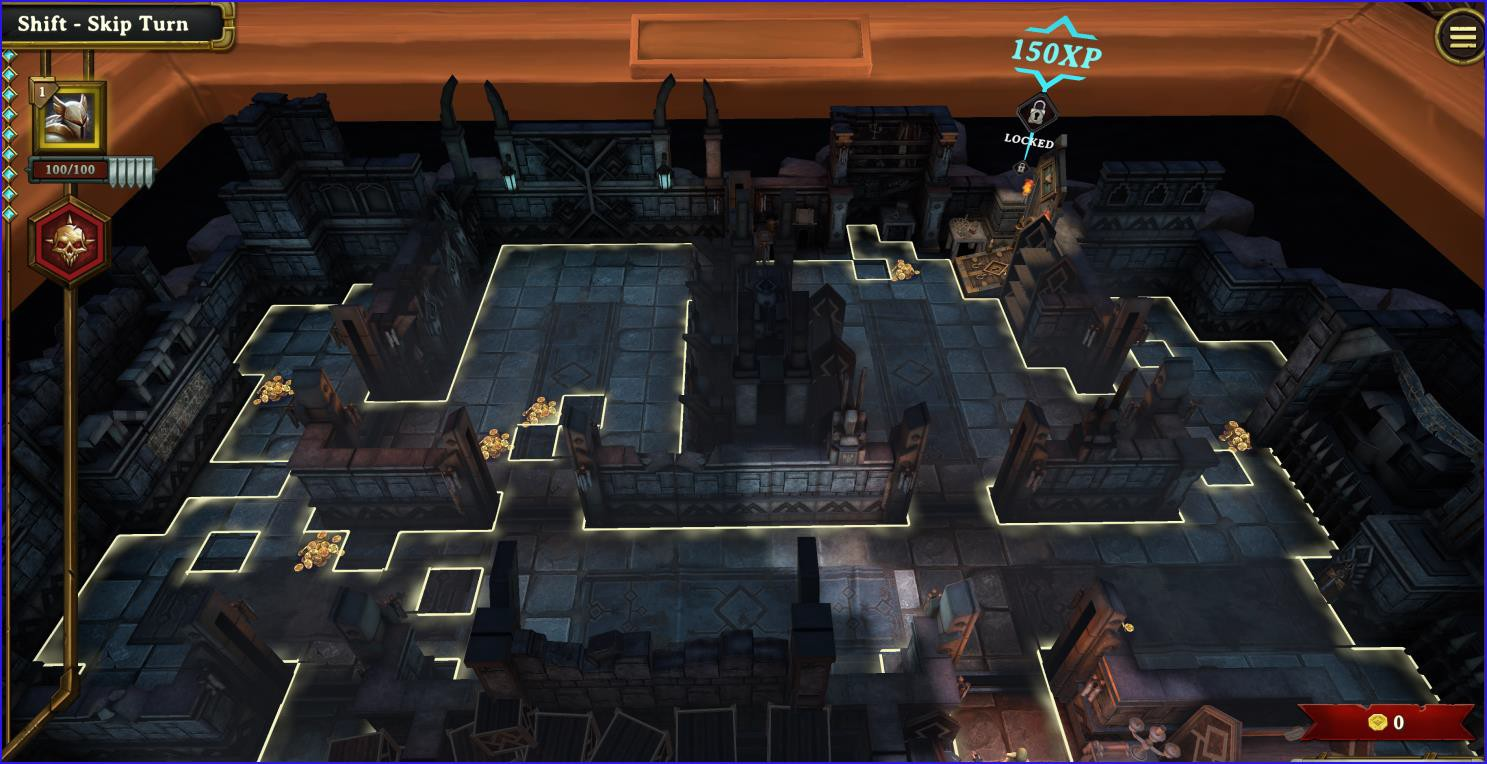 Shift - Skip Turn
150XP
1
LOCKED
100/100
0